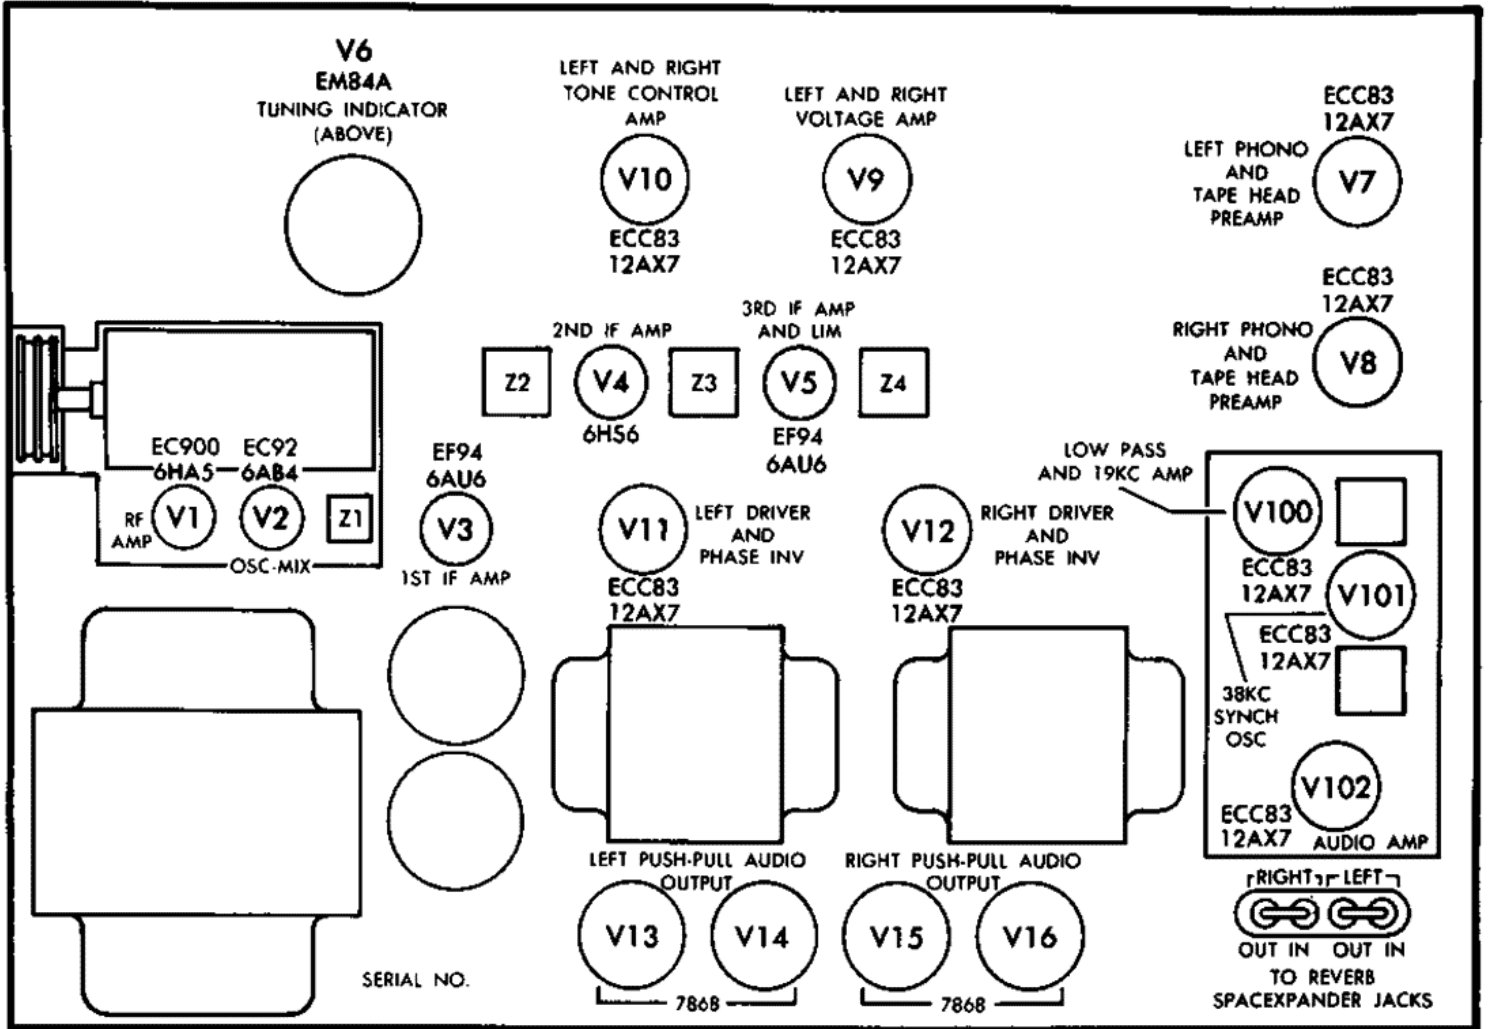 V6
EM84A
TUNING INDICATOR
(ABOVE)
LEFT AND RIGHT
TONE CONTROL
AMP
V10
ECC83
12AX7
LEFT AND RIGHT
VOLTAGE AMP
V9
ECC83
12AX7
ECC83
12AX7
LEFT PHONO
AND
TAPE HEAD
PREAMP
V7
ECC83
12AX7
RIGHT PHONO
AND
TAPE HEAD
PREAMP
V8
2ND IF AMP
Z2
V4
6HS6
Z3
3RD IF AMP
AND LIM
V5
EF94
6AU6
Z4
EC900
6HA5
RF
AMP
V1
EC92
6AB4
V2
OSC-MIX
Z1
EF94
6AU6
V3
1ST IF AMP
V11
LEFT DRIVER
AND
PHASE INV
ECC83
12AX7
V12
RIGHT DRIVER
AND
PHASE INV
ECC83
12AX7
LOW PASS
AND 19KC AMP
V100
ECC83
12AX7
V101
ECC83
12AX7
38KC
SYNCH
OSC
V102
ECC83
12AX7
AUDIO AMP
LEFT PUSH-PULL AUDIO
OUTPUT
V13
V14
7868
RIGHT PUSH-PULL AUDIO
OUTPUT
V15
V16
7868
SERIAL NO.
RIGHT LEFT
OUT IN OUT IN
TO REVERB
SPACEXPANDER JACKS